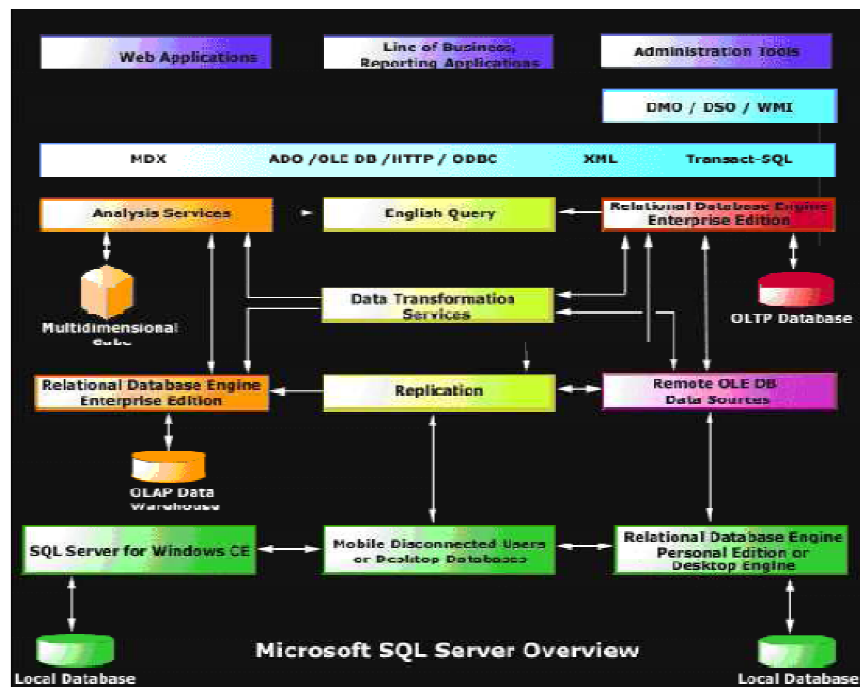 Web Applications
Line of Business,
Reporting Applications
Administration Tools
DMO / DSO / WMI
MDX ADO /OLE DB /HTTP / ODBC XML Transact-SQL
Analysis Services
English Query
Relational Database Engine
Enterprise Edition
Multidimensional
Data Transformation
Services
OLTP Database
Relational Database Engine
Enterprise Edition
Replication
Remote OLE DB
Data Sources
OLAP Data
Warehouse
SQL Server for Windows CE
Mobile Disconnected Users
or Desktop Databases
Relational Database Engine
Personal Edition or
Desktop Engine
Local Database
Microsoft SQL Server Overview
Local Database